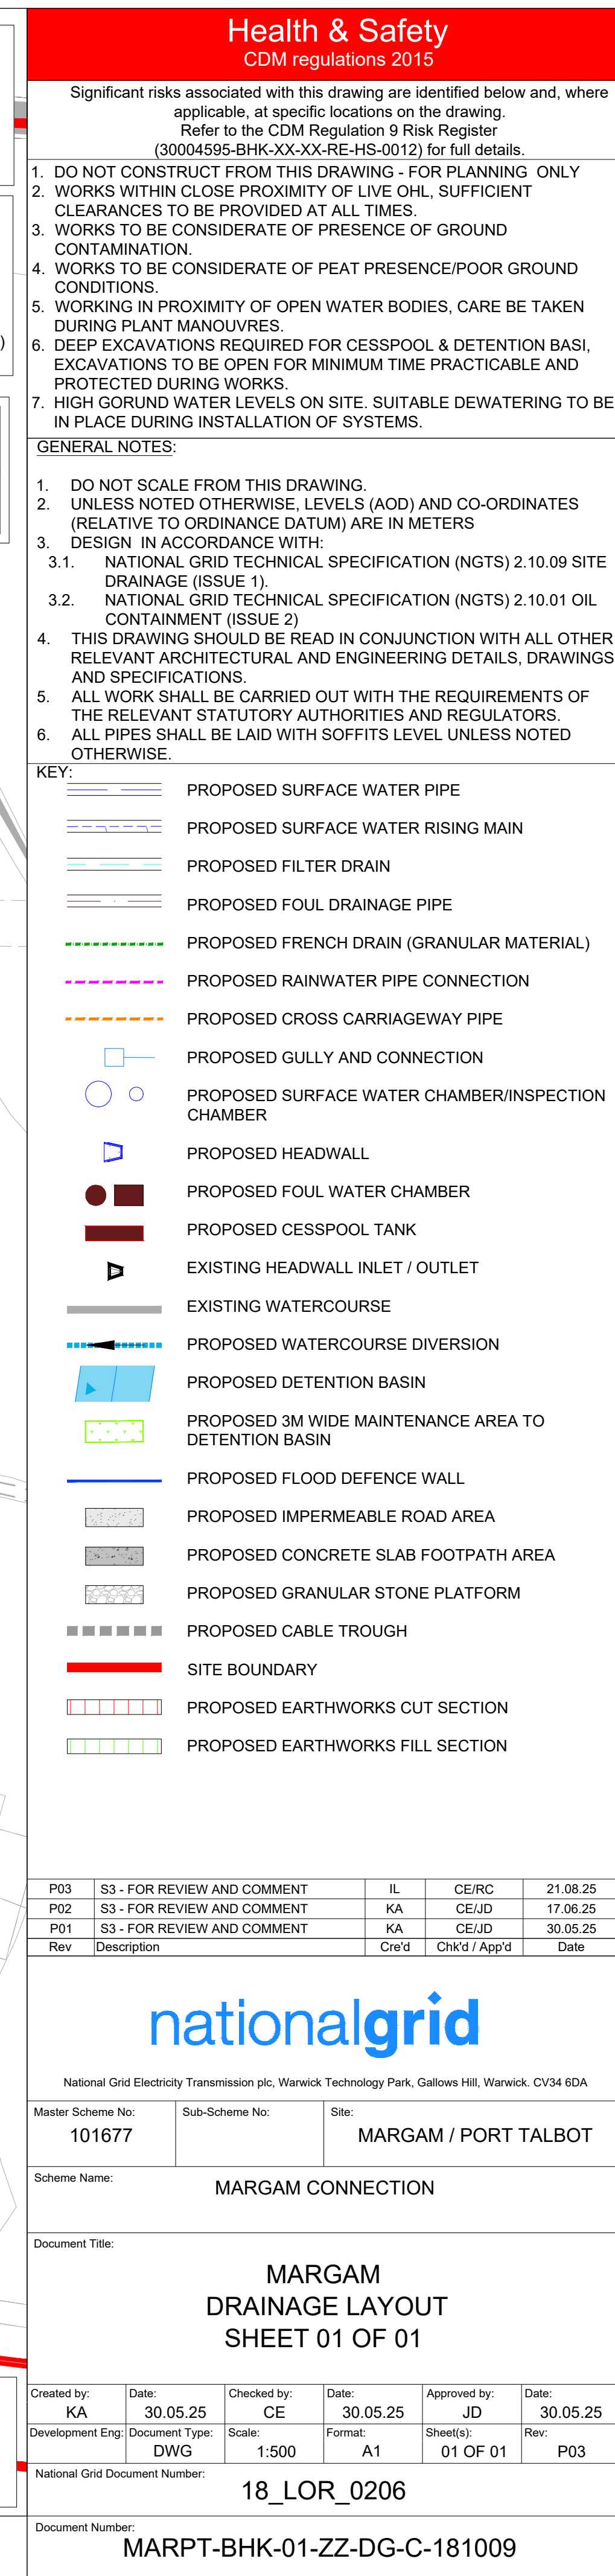 Health & Safety
CDM regulations 2015
Significant risks associated with this drawing are identified below and, where
applicable, at specific locations on the drawing.
Refer to the CDM Regulation 9 Risk Register
(30004595-BHK-XX-XX-RE-HS-0012) for full details.
1. DO NOT CONSTRUCT FROM THIS DRAWING - FOR PLANNING ONLY
2. WORKS WITHIN CLOSE PROXIMITY OF LIVE OHL, SUFFICIENT
CLEARANCES TO BE PROVIDED AT ALL TIMES.
3. WORKS TO BE CONSIDERATE OF PRESENCE OF GROUND
CONTAMINATION.
4. WORKS TO BE CONSIDERATE OF PEAT PRESENCE/POOR GROUND
CONDITIONS.
5. WORKING IN PROXIMITY OF OPEN WATER BODIES, CARE BE TAKEN
DURING PLANT MANOUVRES.
6. DEEP EXCAVATIONS REQUIRED FOR CESSPOOL & DETENTION BASI,
EXCAVATIONS TO BE OPEN FOR MINIMUM TIME PRACTICABLE AND
PROTECTED DURING WORKS.
7. HIGH GORUND WATER LEVELS ON SITE. SUITABLE DEWATERING TO BE
IN PLACE DURING INSTALLATION OF SYSTEMS.
)
GENERAL NOTES:
1. DO NOT SCALE FROM THIS DRAWING.
2. UNLESS NOTED OTHERWISE, LEVELS (AOD) AND CO-ORDINATES
(RELATIVE TO ORDINANCE DATUM) ARE IN METERS
3. DESIGN IN ACCORDANCE WITH:
3.1. NATIONAL GRID TECHNICAL SPECIFICATION (NGTS) 2.10.09 SITE
DRAINAGE (ISSUE 1).
3.2. NATIONAL GRID TECHNICAL SPECIFICATION (NGTS) 2.10.01 OIL
CONTAINMENT (ISSUE 2)
4. THIS DRAWING SHOULD BE READ IN CONJUNCTION WITH ALL OTHER
RELEVANT ARCHITECTURAL AND ENGINEERING DETAILS, DRAWINGS
AND SPECIFICATIONS.
5. ALL WORK SHALL BE CARRIED OUT WITH THE REQUIREMENTS OF
THE RELEVANT STATUTORY AUTHORITIES AND REGULATORS.
6. ALL PIPES SHALL BE LAID WITH SOFFITS LEVEL UNLESS NOTED
OTHERWISE.
KEY:
PROPOSED SURFACE WATER PIPE
PROPOSED SURFACE WATER RISING MAIN
PROPOSED FILTER DRAIN
PROPOSED FOUL DRAINAGE PIPE
PROPOSED FRENCH DRAIN (GRANULAR MATERIAL)
PROPOSED RAINWATER PIPE CONNECTION
PROPOSED CROSS CARRIAGEWAY PIPE
PROPOSED GULLY AND CONNECTION
PROPOSED SURFACE WATER CHAMBER/INSPECTION
CHAMBER
PROPOSED HEADWALL
PROPOSED FOUL WATER CHAMBER
PROPOSED CESSPOOL TANK
EXISTING HEADWALL INLET / OUTLET
EXISTING WATERCOURSE
PROPOSED WATERCOURSE DIVERSION
PROPOSED DETENTION BASIN
PROPOSED 3M WIDE MAINTENANCE AREA TO
DETENTION BASIN
PROPOSED FLOOD DEFENCE WALL
PROPOSED IMPERMEABLE ROAD AREA
PROPOSED CONCRETE SLAB FOOTPATH AREA
PROPOSED GRANULAR STONE PLATFORM
PROPOSED CABLE TROUGH
SITE BOUNDARY
PROPOSED EARTHWORKS CUT SECTION
PROPOSED EARTHWORKS FILL SECTION
P03 S3 - FOR REVIEW AND COMMENT IL CE/RC 21.08.25
P02 S3 - FOR REVIEW AND COMMENT KA CE/JD 17.06.25
P01 S3 - FOR REVIEW AND COMMENT KA CE/JD 30.05.25
Rev Description Cre'd Chk'd / App'd Date
nationalgrid
National Grid Electricity Transmission plc, Warwick Technology Park, Gallows Hill, Warwick. CV34 6DA
Master Scheme No: Sub-Scheme No: Site:
101677 MARGAM / PORT TALBOT
Scheme Name:
MARGAM CONNECTION
Document Title:
MARGAM
DRAINAGE LAYOUT
SHEET 01 OF 01
Created by: Date: Checked by: Date: Approved by: Date:
KA 30.05.25 CE 30.05.25 JD 30.05.25
Development Eng: Document Type: Scale: Format: Sheet(s): Rev:
DWG 1:500 A1 01 OF 01 P03
National Grid Document Number:
18_LOR_0206
Document Number:
MARPT-BHK-01-ZZ-DG-C-181009